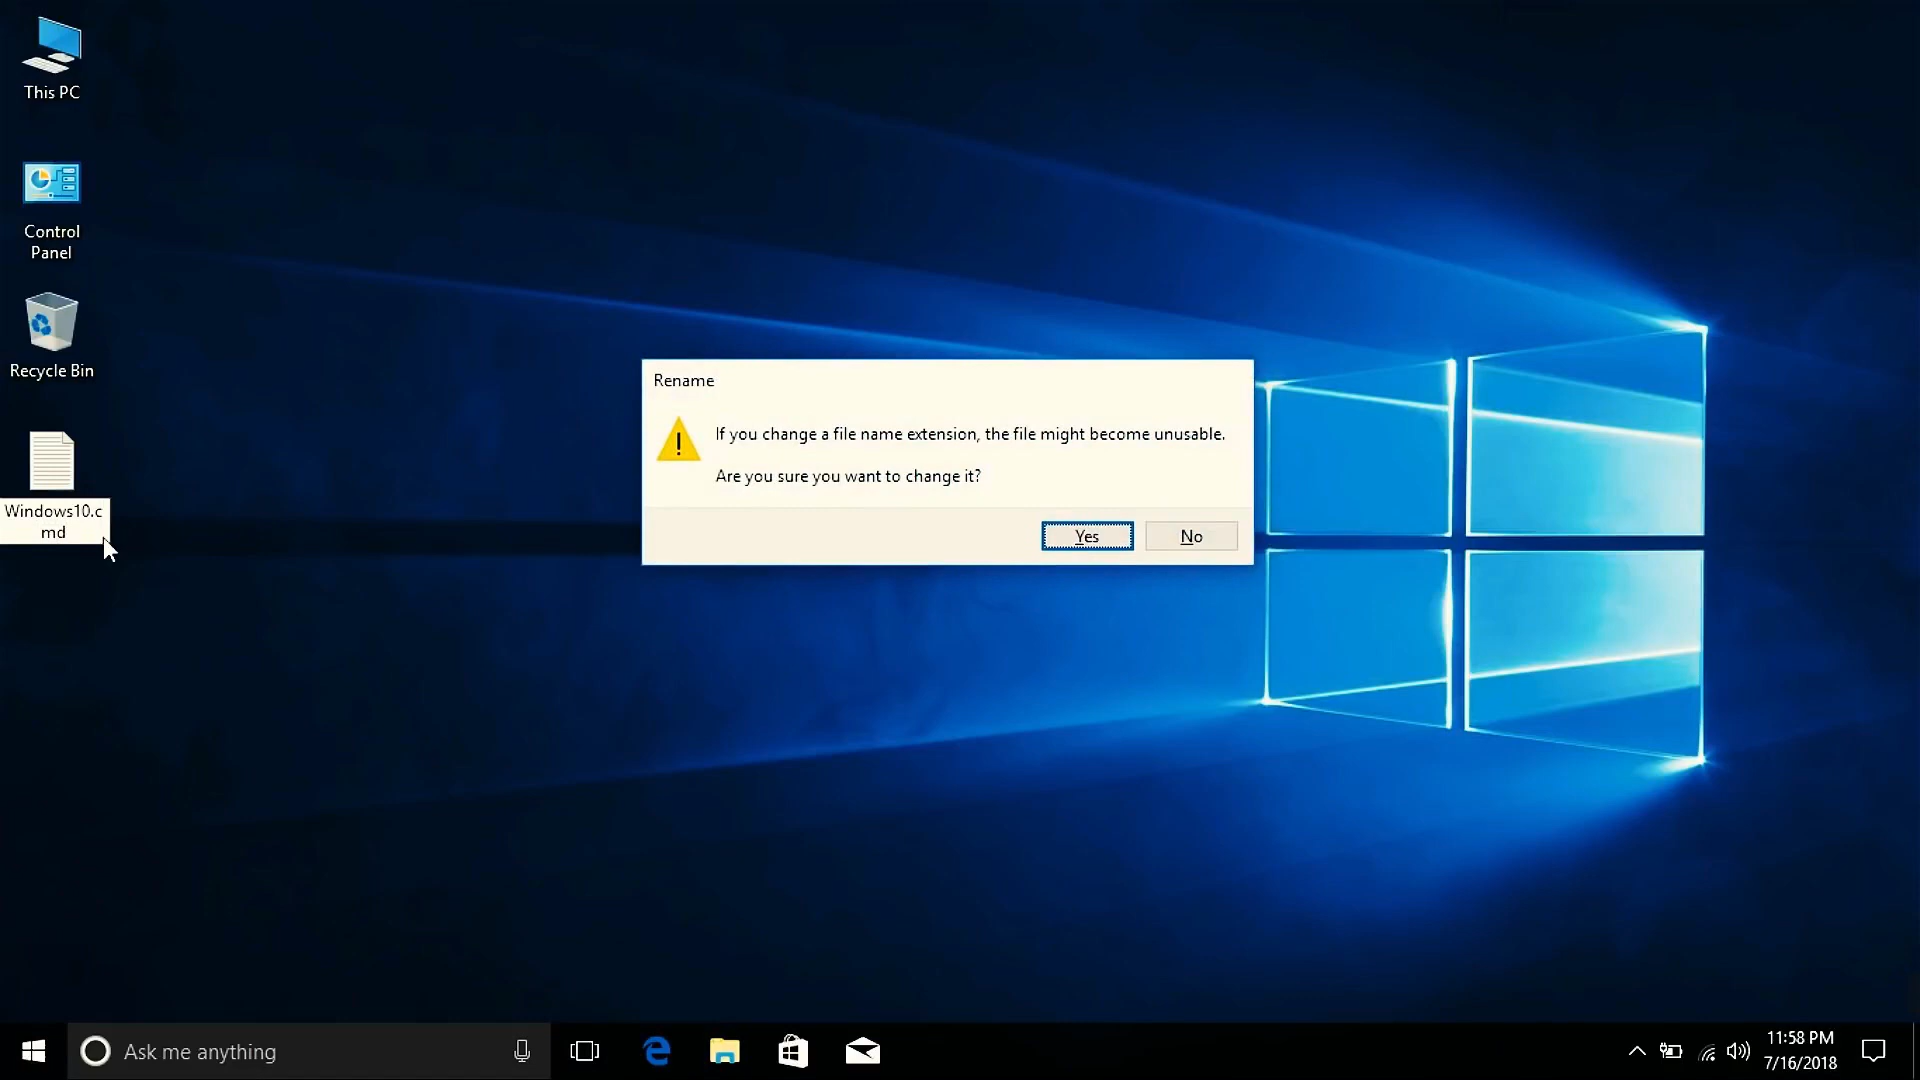 This PC
Control
Panel
Recycle Bin
Windows10.c
md
Rename
If you change a file name extension, the file might become unusable.
Are you sure you want to change it?
Yes
No
Ask me anything
11:58 PM
7/16/2018